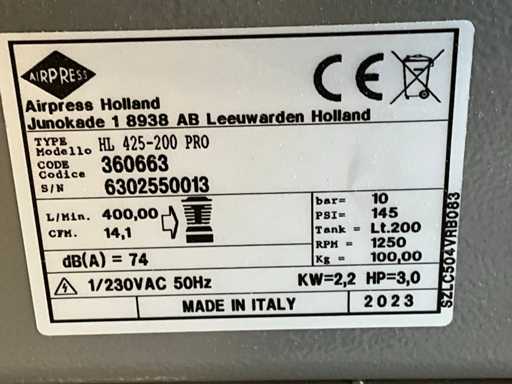 AIRPRESS
CE
Airpress Holland
Junokade 1 8938 AB Leeuwarden Holland
TYPE
Modello HL 425-200 PRO
CODE
Codice 360663
S/N 6302550013
L/Min. 400,00
CFM. 14,1
bar= 10
PSI= 145
Tank = Lt.200
RPM = 1250
Kg = 100,00
dB(A) = 74
1/230VAC 50Hz KW=2,2 HP=3,0
MADE IN ITALY 2023
SZLC504VRB083